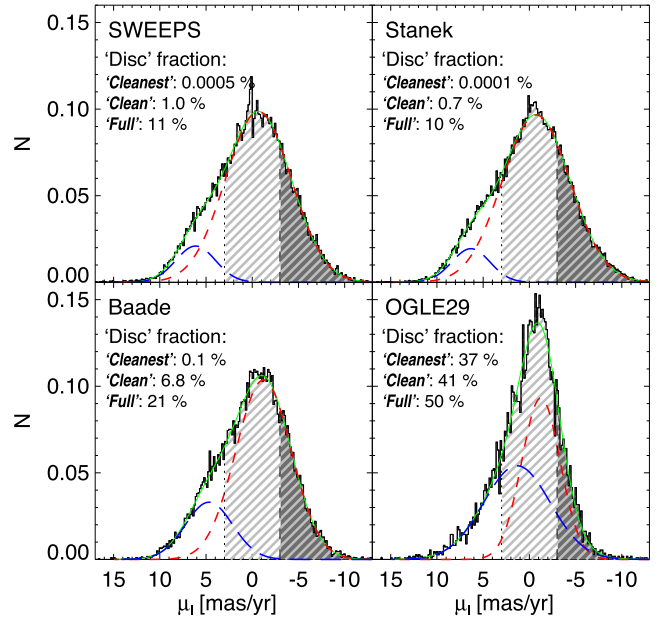 SWEEPS
'Disc' fraction:
'Cleanest': 0.0005 %
'Clean': 1.0 %
'Full': 11 %
Stanek
'Disc' fraction:
'Cleanest': 0.0001 %
'Clean': 0.7 %
'Full': 10 %
N
0.15
0.10
0.05
0.00
Baade
'Disc' fraction:
'Cleanest': 0.1 %
'Clean': 6.8 %
'Full': 21 %
OGLE29
'Disc' fraction:
'Cleanest': 37 %
'Clean': 41 %
'Full': 50 %
N
0.15
0.10
0.05
0.00
15 10 5 0 -5 -10
15 10 5 0 -5 -10
μl [mas/yr]
μl [mas/yr]